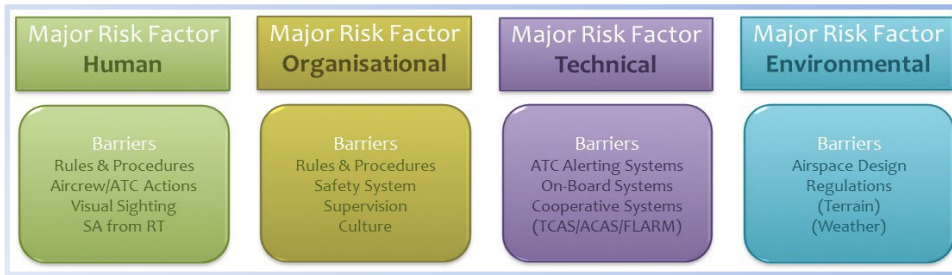 Major Risk Factor
Human
Major Risk Factor
Organisational
Major Risk Factor
Technical
Major Risk Factor
Environmental
Barriers
Rules & Procedures
Aircrew/ATC Actions
Visual Sighting
SA from RT
Barriers
Rules & Procedures
Safety System
Supervision
Culture
Barriers
ATC Alerting Systems
On-Board Systems
Cooperative Systems
(TCAS/ACAS/FLARM)
Barriers
Airspace Design
Regulations
(Terrain)
(Weather)